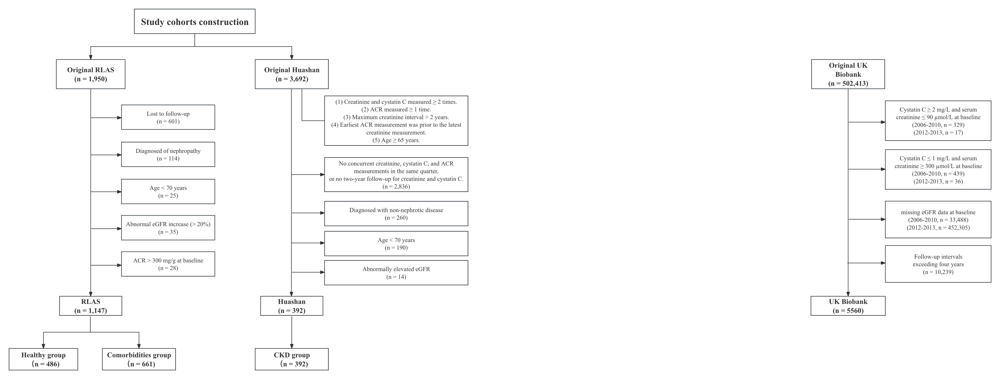 Study cohorts construction
Original RLAS
(n = 1,950)
Lost to follow-up
(n = 601)
Diagnosed of nephropathy
(n = 114)
Age < 70 years
(n = 25)
Abnormal eGFR increase (> 20%)
(n = 35)
ACR > 300 mg/g at baseline
(n = 28)
RLAS
(n = 1,147)
Healthy group
(n = 486)
Comorbidities group
(n = 661)
Original Huashan
(n = 3,692)
(1) Creatinine and cystatin C measured ≥ 2 times.
(2) ACR measured ≥ 1 time.
(3) Maximum creatinine interval > 2 years.
(4) Earliest ACR measurement was prior to the latest
creatinine measurement.
(5) Age ≥ 65 years.
No concurrent creatinine, cystatin C, and ACR
measurements in the same quarter,
or no two-year follow-up for creatinine and cystatin C.
(n = 2,836)
Diagnosed with non-nephrotic disease
(n = 260)
Age < 70 years
(n = 190)
Abnormally elevated eGFR
(n = 14)
Huashan
(n = 392)
CKD group
(n = 392)
Original UK
Biobank
(n = 502,413)
Cystatin C ≥ 2 mg/L and serum
creatinine ≤ 90 μmol/L at baseline
(2006-2010, n = 329)
(2012-2013, n = 17)
Cystatin C ≤ 1 mg/L and serum
creatinine ≥ 300 μmol/L at baseline
(2006-2010, n = 439)
(2012-2013, n = 36)
missing eGFR data at baseline
(2006-2010, n = 33,488)
(2012-2013, n = 452,305)
Follow-up intervals
exceeding four years
(n = 10,239)
UK Biobank
(n = 5560)